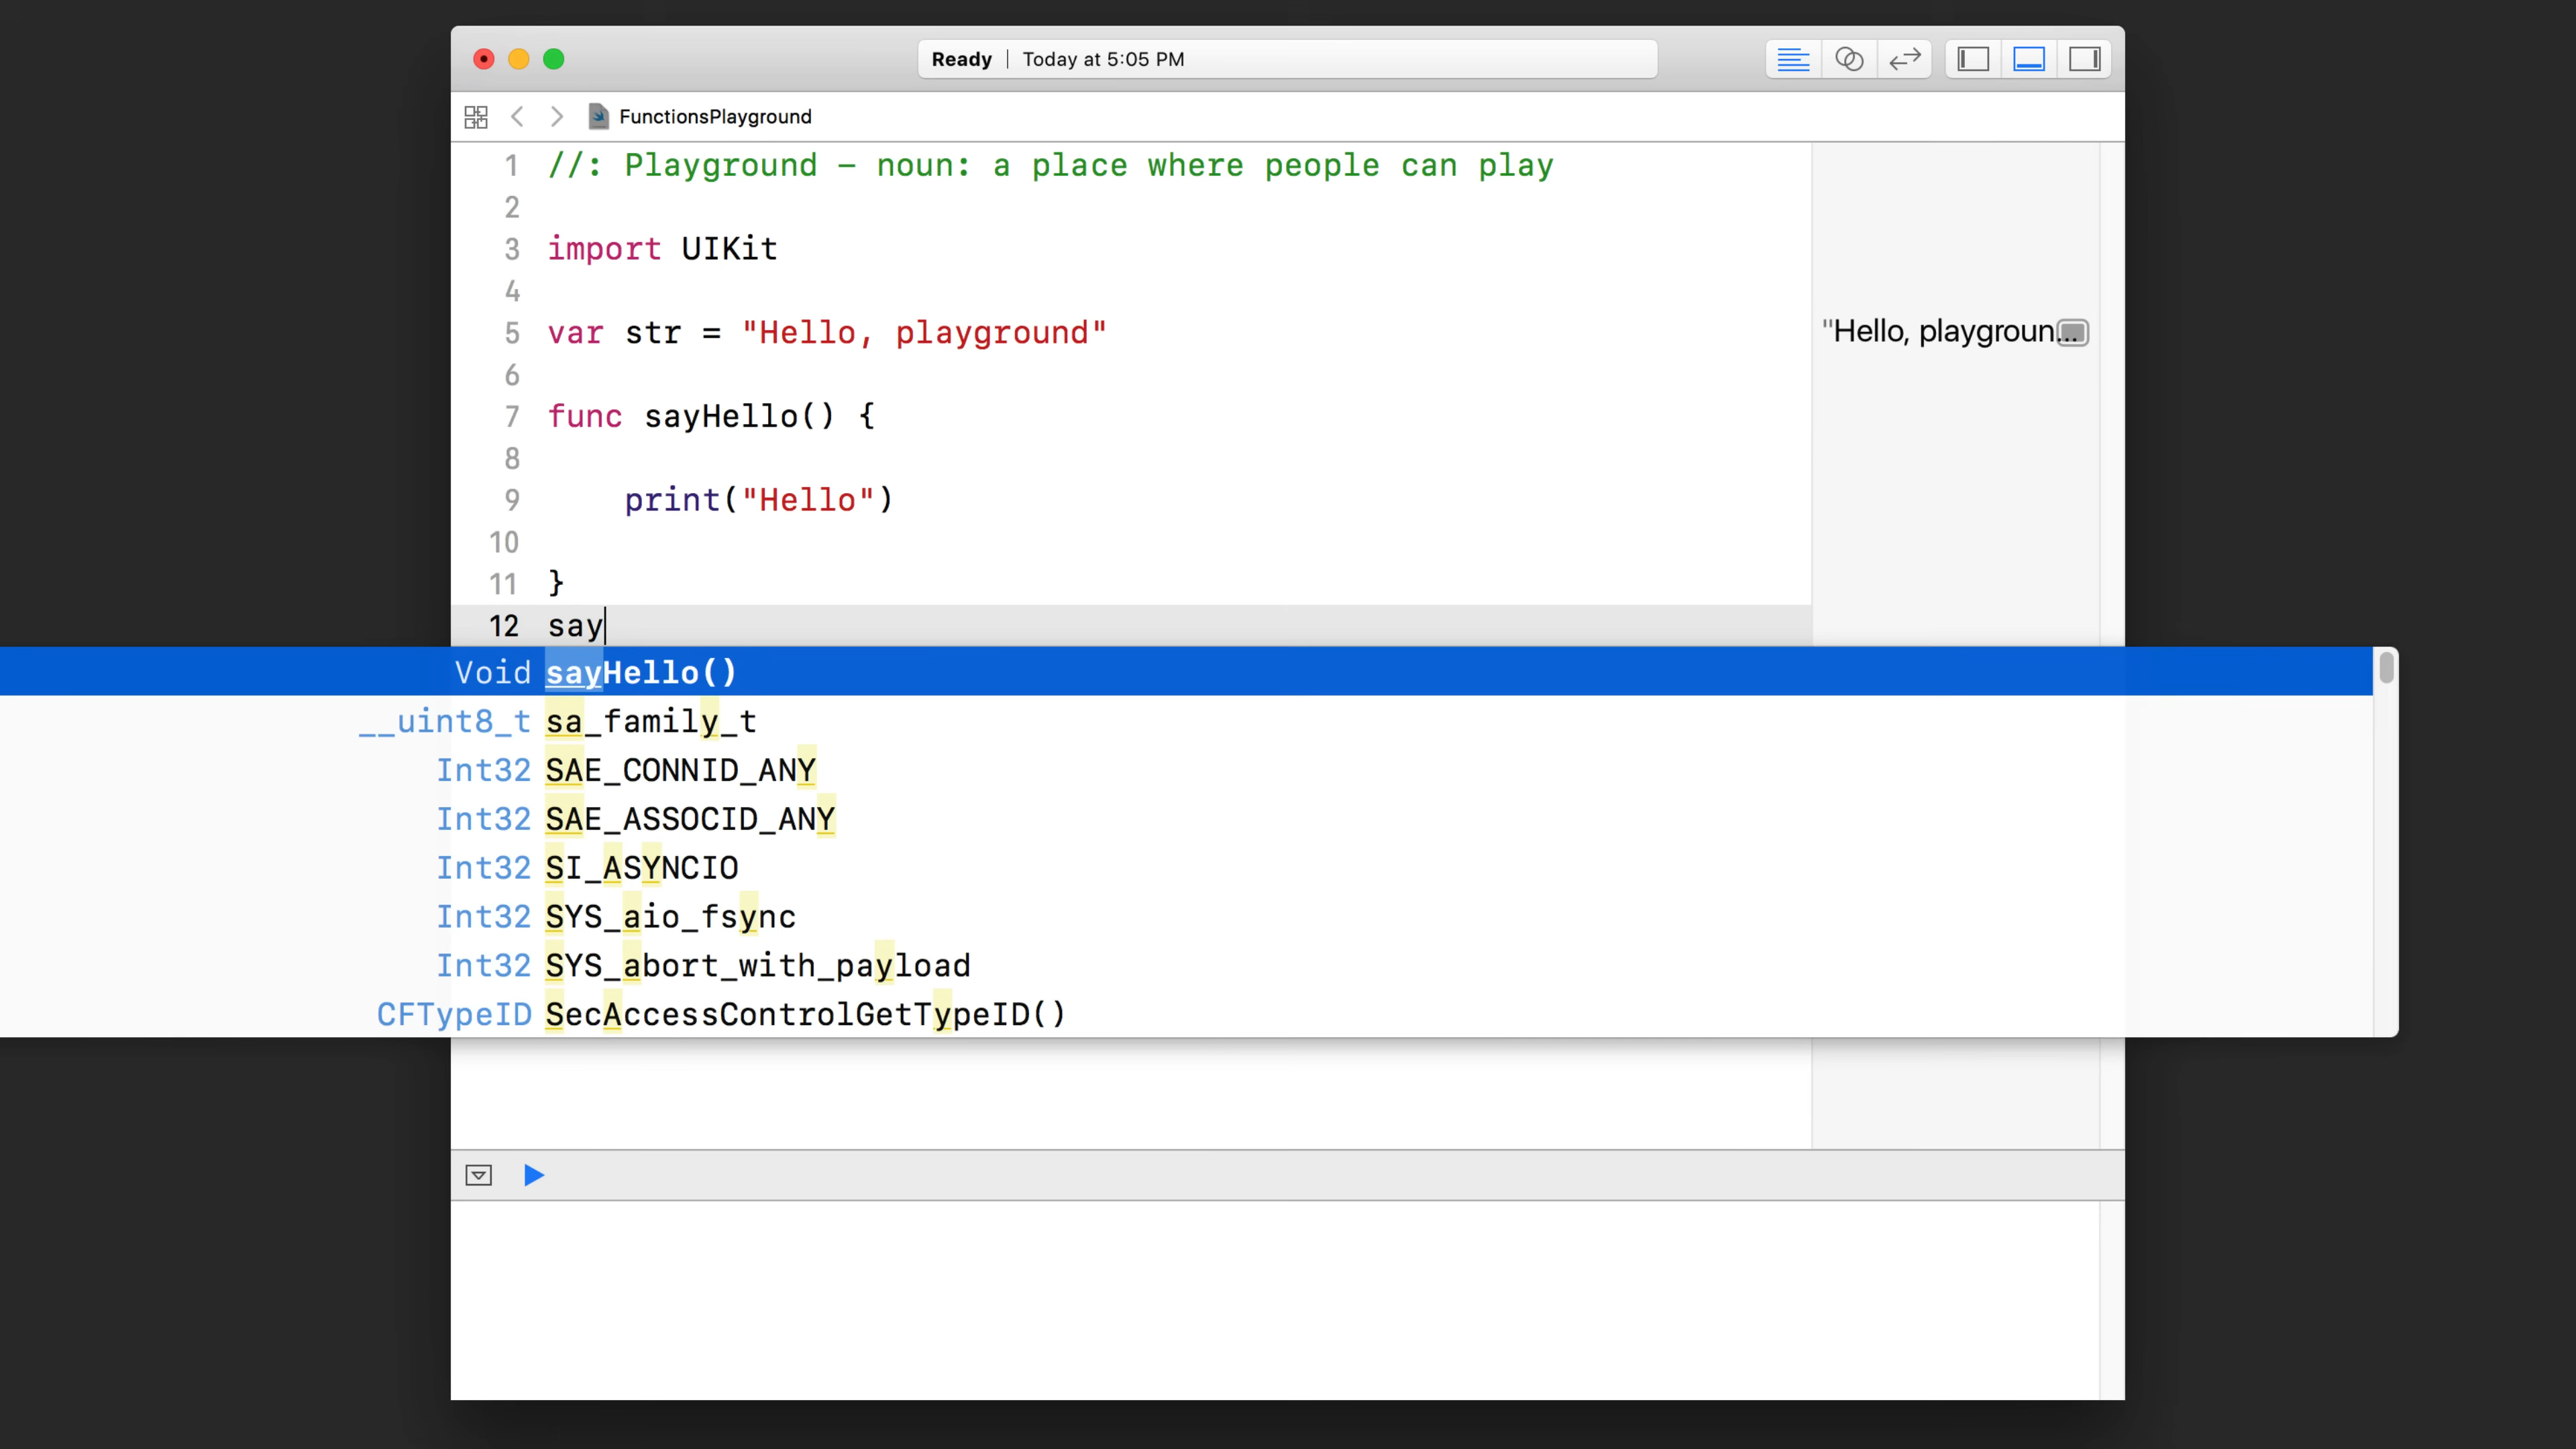 Ready | Today at 5:05 PM
FunctionsPlayground
1 //: Playground - noun: a place where people can play
2
3 import UIKit
4
5 var str = "Hello, playground"
"Hello, playgroun...
6
7 func sayHello() {
8
9 print("Hello")
10
11 }
12 say
Void sayHello()
__uint8_t sa_family_t
Int32 SAE_CONNID_ANY
Int32 SAE_ASSOCID_ANY
Int32 SI_ASYNCIO
Int32 SYS_aio_fsync
Int32 SYS_abort_with_payload
CFTypeID SecAccessControlGetTypeID()